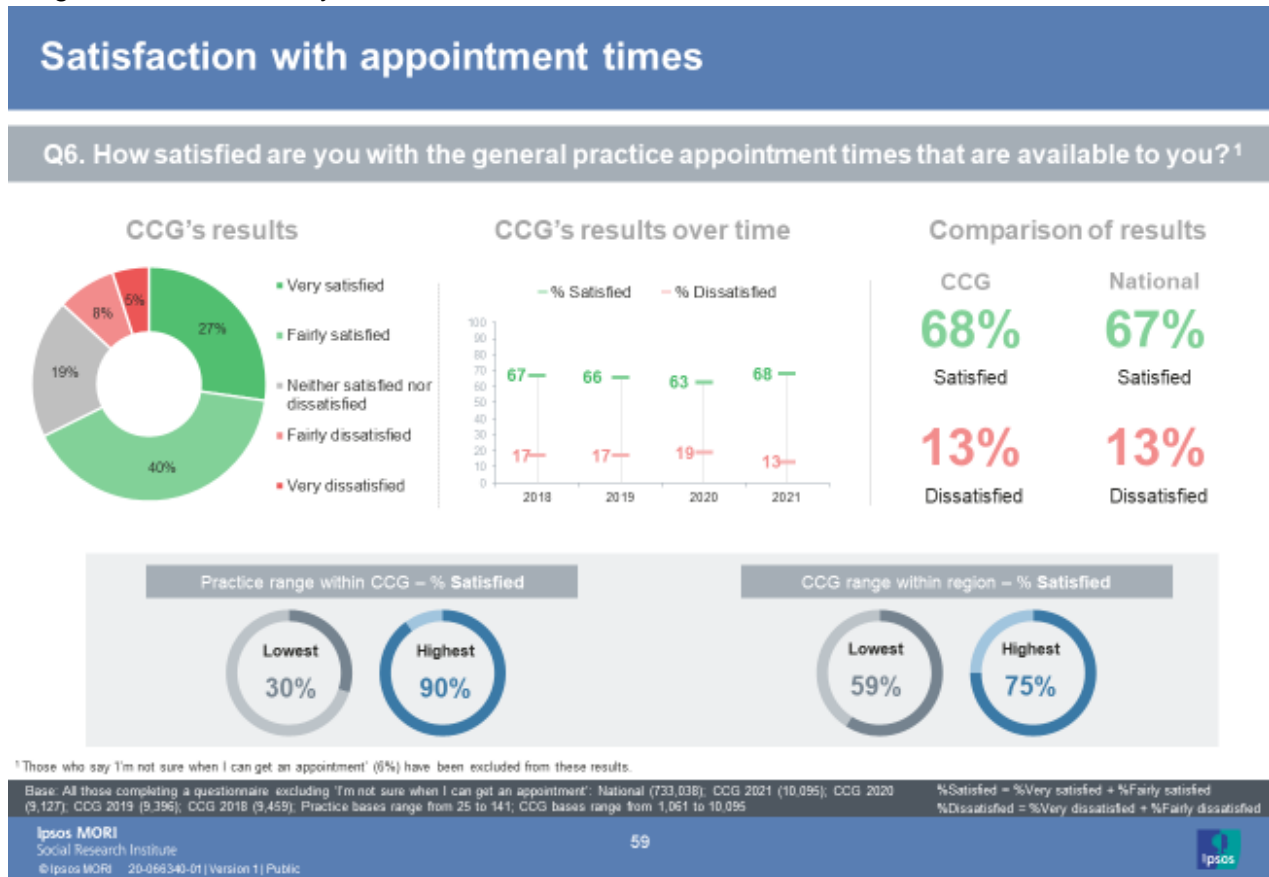 Satisfaction with appointment times
Q6. How satisfied are you with the general practice appointment times that are available to you? 1
CCG's results
27%
40%
19%
8%
5%
Very satisfied
Fairly satisfied
Neither satisfied nor
dissatisfied
Fairly dissatisfied
Very dissatisfied
CCG's results over time
% Satisfied % Dissatisfied
100
90
80
70
60
50
40
30
20
10
0
67 66 63 68
17 17 19 13
2018 2019 2020 2021
Comparison of results
CCG National
68% 67%
Satisfied Satisfied
13% 13%
Dissatisfied Dissatisfied
Practice range within CCG – % Satisfied
Lowest
30%
Highest
90%
CCG range within region – % Satisfied
Lowest
59%
Highest
75%
1 Those who say 'I'm not sure when I can get an appointment' (6%) have been excluded from these results.
Base: All those completing a questionnaire excluding 'I'm not sure when I can get an appointment': National (733,038); CCG 2021 (10,095); CCG 2020
(9,127); CCG 2019 (9,396); CCG 2018 (9,459); Practice bases range from 25 to 141; CCG bases range from 1,061 to 10,095
%Satisfied = %Very satisfied + %Fairly satisfied
%Dissatisfied = %Very dissatisfied + %Fairly dissatisfied
Ipsos MORI
Social Research Institute
© Ipsos MORI 20-066340-01 | Version 1 | Public
59
Ipsos